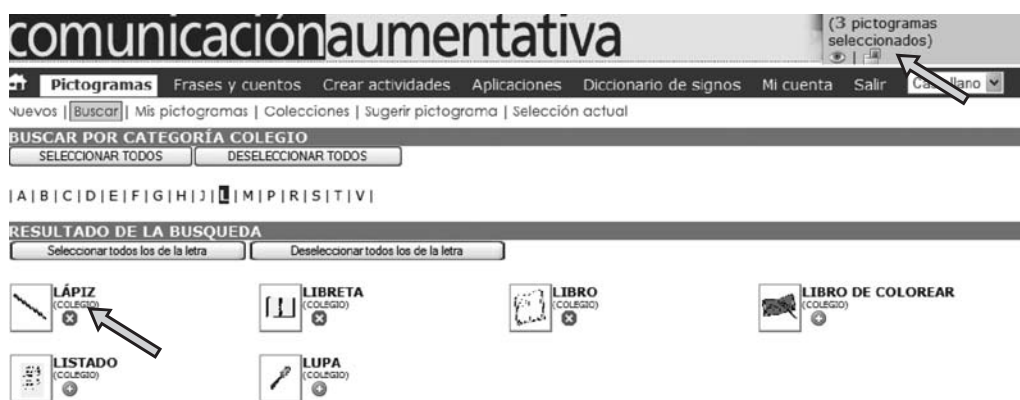 comunicaciónaumentativa
(3 pictogramas
seleccionados)
Pictogramas Frases y cuentos Crear actividades Aplicaciones Diccionario de signos Mi cuenta Salir
Nuevos | Buscar | Mis pictogramas | Colecciones | Sugerir pictograma | Selección actual
BUSCAR POR CATEGORÍA COLEGIO
SELECCIONAR TODOS DESELECCIONAR TODOS
| A | B | C | D | E | F | G | H | J | L | M | P | R | S | T | V |
RESULTADO DE LA BUSQUEDA
Seleccionar todos los de la letra Deseleccionar todos los de la letra
LÁPIZ
(COLEGIO)
LIBRETA
(COLEGIO)
LIBRO
(COLEGIO)
LIBRO DE COLOREAR
(COLEGIO)
LISTADO
(COLEGIO)
LUPA
(COLEGIO)